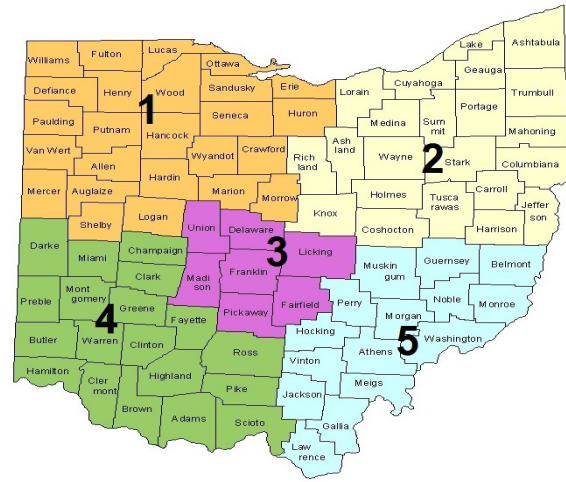 Williams
Fulton
Lucas
Ottawa
Defiance
Henry
Wood
Sandusky
Erie
Huron
Paulding
Putnam
Hancock
Seneca
Van Wert
Allen
Wyandot
Crawford
Mercer
Auglaize
Hardin
Marion
Morrow
Shelby
Logan
1
Lake
Ashtabula
Geauga
Cuyahoga
Lorain
Trumbull
Portage
Medina
Sum
mit
Mahoning
Ash
land
Rich
land
Wayne
Stark
Columbiana
Holmes
Carroll
Tusca
rawas
Jeffer
son
Knox
Coshocton
Harrison
2
Union
Delaware
Licking
Madi
son
Franklin
Fairfield
Pickaway
3
Darke
Miami
Champaign
Clark
Preble
Mont
gomery
Greene
Fayette
Butler
Warren
Clinton
Ross
Hamilton
Cler
mont
Highland
Pike
Brown
Adams
Scioto
4
Muskin
gum
Guernsey
Belmont
Perry
Noble
Monroe
Morgan
Hocking
Washington
Athens
Vinton
Meigs
Jackson
Gallia
Law
rence
5